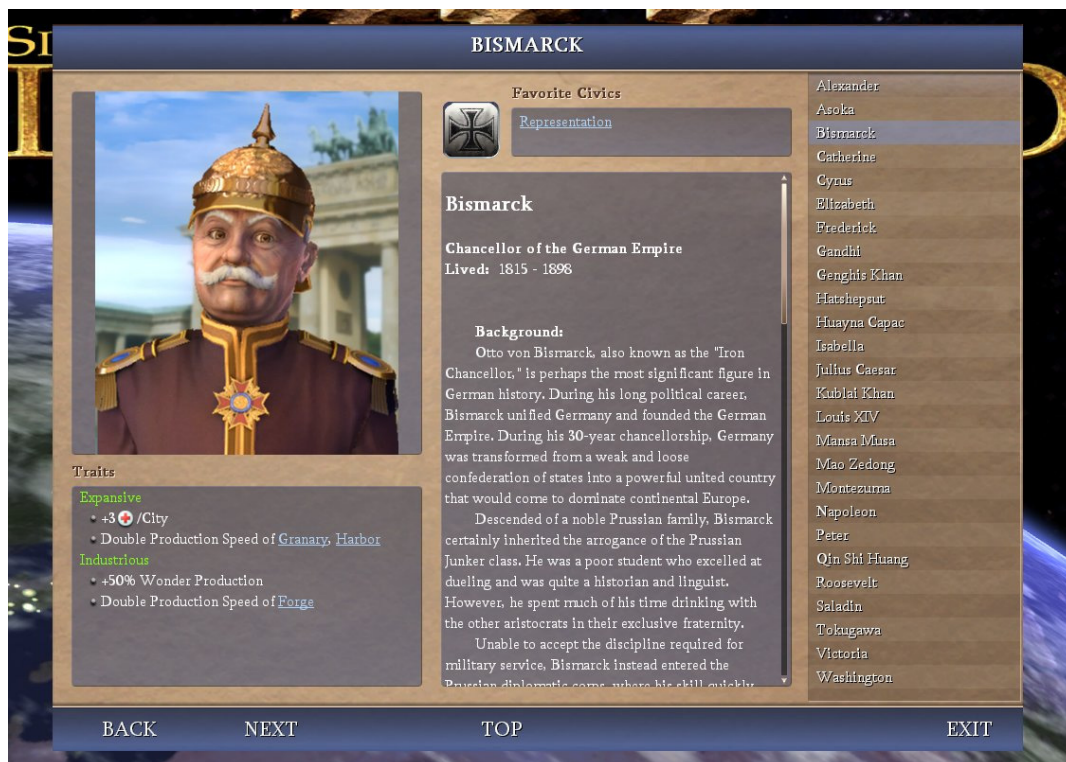 BISMARCK
Favorite Civics
Representation
Bismarck
Chancellor of the German Empire
Lived: 1815 - 1898
Background:
Otto von Bismarck, also known as the "Iron
Chancellor," is perhaps the most significant figure in
German history. During his long political career,
Bismarck unified Germany and founded the German
Empire. During his 30-year chancellorship, Germany
was transformed from a weak and loose
confederation of states into a powerful united country
that would come to dominate continental Europe.
Descended of a noble Prussian family, Bismarck
certainly inherited the arrogance of the Prussian
Junker class. He was a poor student who excelled at
dueling and was quite a historian and linguist.
However, he spent much of his time drinking with
the other aristocrats in their exclusive fraternity.
Unable to accept the discipline required for
military service, Bismarck instead entered the
Prussian diplomatic corps, where his skill quickly
Traits
Expansive
+3 /City
Double Production Speed of Granary, Harbor
Industrious
+50% Wonder Production
Double Production Speed of Forge
Alexander
Asoka
Bismarck
Catherine
Cyrus
Elizabeth
Frederick
Gandhi
Genghis Khan
Hatshepsut
Huayna Capac
Isabella
Julius Caesar
Kublai Khan
Louis XIV
Mansa Musa
Mao Zedong
Montezuma
Napoleon
Peter
Qin Shi Huang
Roosevelt
Saladin
Tokugawa
Victoria
Washington
BACK
NEXT
TOP
EXIT